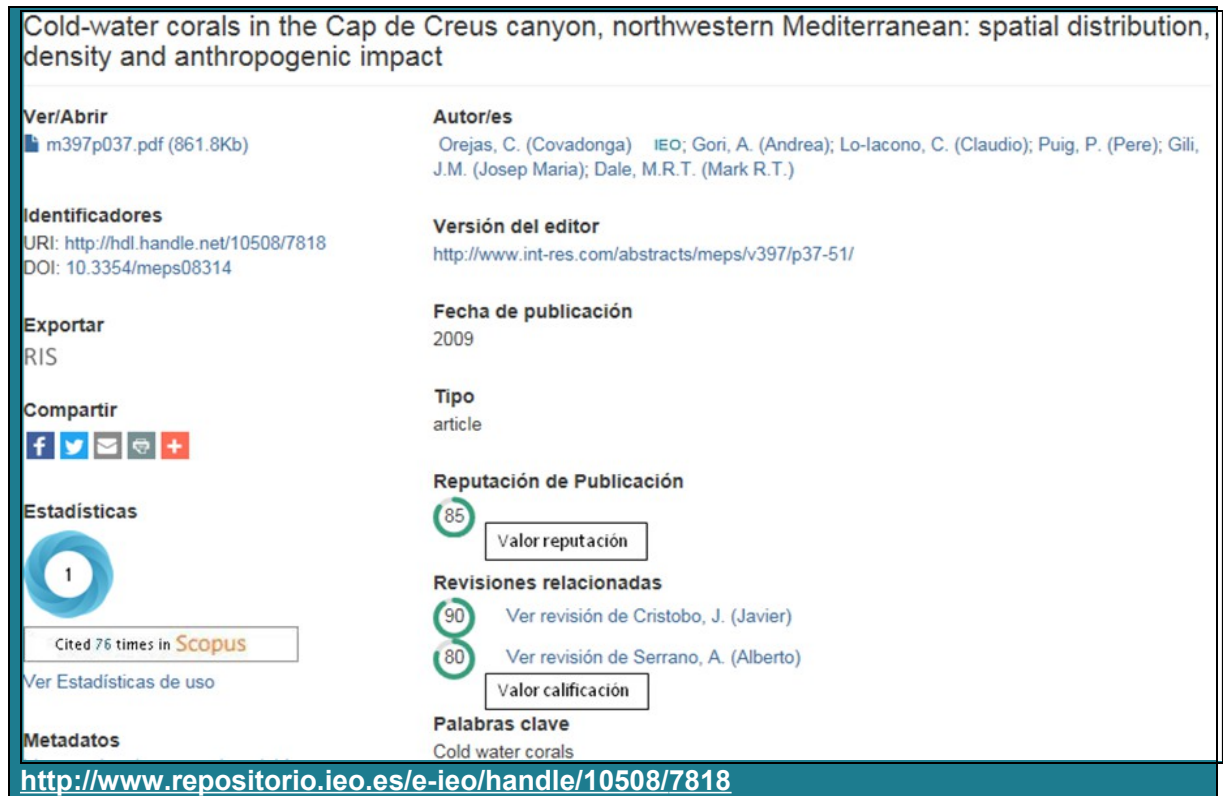 Cold-water corals in the Cap de Creus canyon, northwestern Mediterranean: spatial distribution,
density and anthropogenic impact
Ver/Abrir
m397p037.pdf (861.8Kb)
Identificadores
URI: http://hdl.handle.net/10508/7818
DOI: 10.3354/meps08314
Exportar
RIS
Compartir
Estadísticas
1
Cited 76 times in Scopus
Ver Estadísticas de uso
Metadatos
Autor/es
Orejas, C. (Covadonga) IEO; Gori, A. (Andrea); Lo-Iacono, C. (Claudio); Puig, P. (Pere); Gili,
J.M. (Josep Maria); Dale, M.R.T. (Mark R.T.)
Versión del editor
http://www.int-res.com/abstracts/meps/v397/p37-51/
Fecha de publicación
2009
Tipo
article
Reputación de Publicación
85
Valor reputación
Revisiones relacionadas
90 Ver revisión de Cristobo, J. (Javier)
80 Ver revisión de Serrano, A. (Alberto)
Valor calificación
Palabras clave
Cold water corals
http://www.repositorio.ieo.es/e-ieo/handle/10508/7818